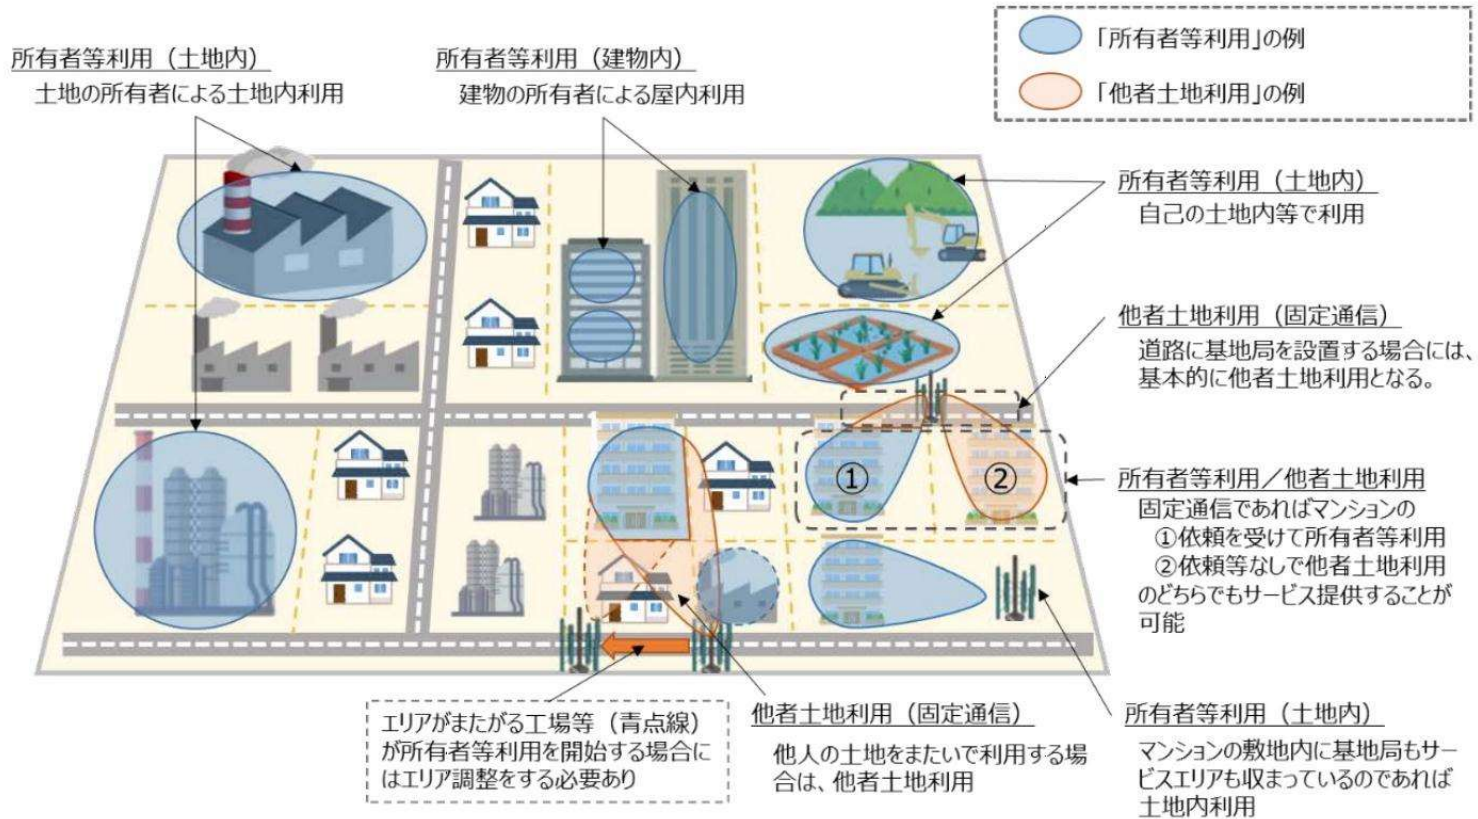 「所有者等利用」の例
「他者土地利用」の例
所有者等利用（土地内）
土地の所有者による土地内利用
所有者等利用（建物内）
建物の所有者による屋内利用
所有者等利用（土地内）
自己の土地内等で利用
他者土地利用（固定通信）
道路に基地局を設置する場合には、
基本的に他者土地利用となる。
①
②
所有者等利用／他者土地利用
固定通信であればマンションの
①依頼を受けて所有者等利用
②依頼等なしで他者土地利用
のどちらでもサービス提供することが
可能
エリアがまたがる工場等（青点線）
が所有者等利用を開始する場合に
はエリア調整をする必要あり
他者土地利用（固定通信）
他人の土地をまたいで利用する場
合は、他者土地利用
所有者等利用（土地内）
マンションの敷地内に基地局もサー
ビスエリアも収まっているのであれば
土地内利用